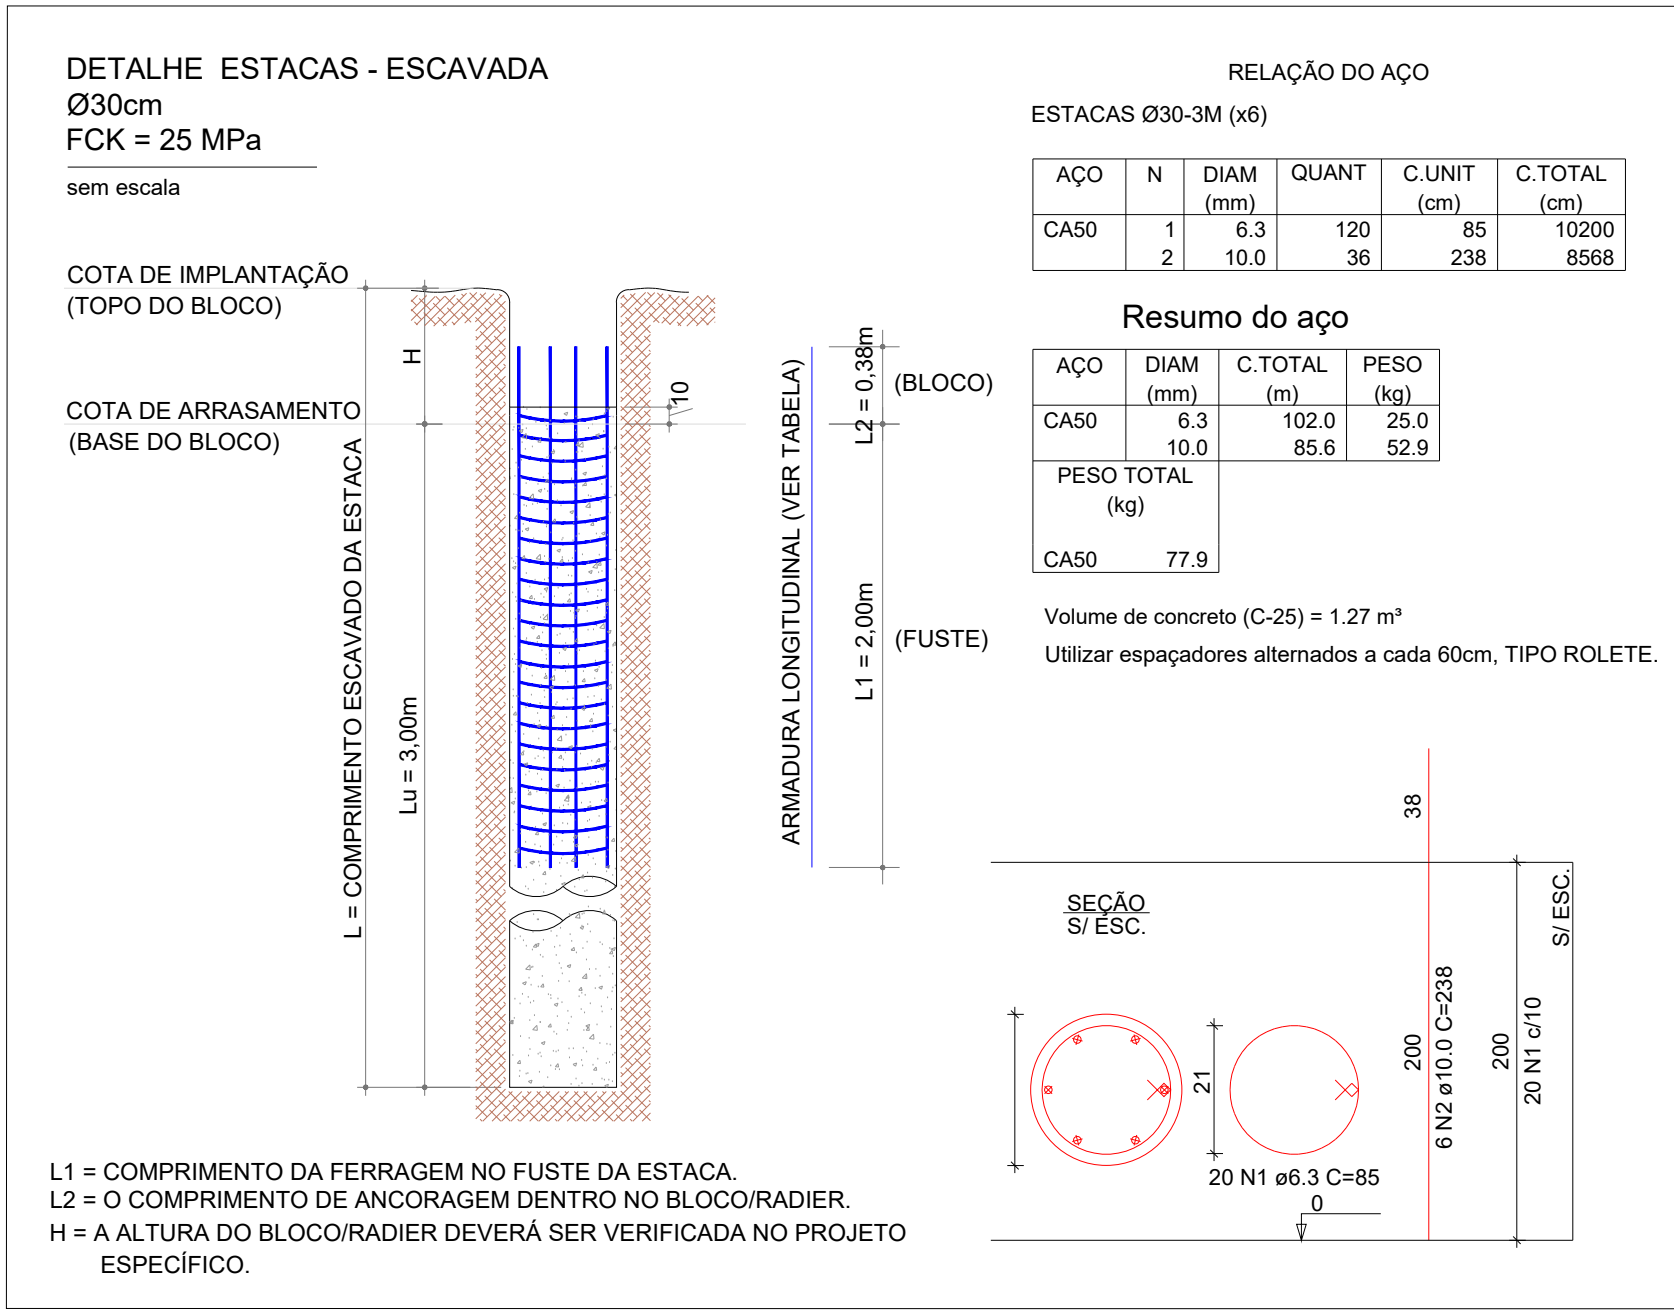 DETALHE ESTACAS - ESCAVADA
Ø30cm
FCK = 25 MPa
sem escala
COTA DE IMPLANTAÇÃO
(TOPO DO BLOCO)
COTA DE ARRASAMENTO
(BASE DO BLOCO)
H
10
L = COMPRIMENTO ESCAVADO DA ESTACA
Lu = 3,00m
ARMADURA LONGITUDINAL (VER TABELA)
L2 = 0,38m
(BLOCO)
L1 = 2,00m
(FUSTE)
L1 = COMPRIMENTO DA FERRAGEM NO FUSTE DA ESTACA.
L2 = O COMPRIMENTO DE ANCORAGEM DENTRO NO BLOCO/RADIER.
H = A ALTURA DO BLOCO/RADIER DEVERÁ SER VERIFICADA NO PROJETO
ESPECÍFICO.
RELAÇÃO DO AÇO
ESTACAS Ø30-3M (x6)
AÇO N DIAM QUANT C.UNIT C.TOTAL
(mm) (cm) (cm)
CA50 1 6.3 120 85 10200
2 10.0 36 238 8568
Resumo do aço
AÇO DIAM C.TOTAL PESO
(mm) (m) (kg)
CA50 6.3 102.0 25.0
10.0 85.6 52.9
PESO TOTAL
(kg)
CA50 77.9
Volume de concreto (C-25) = 1.27 m³
Utilizar espaçadores alternados a cada 60cm, TIPO ROLETE.
SEÇÃO
S/ ESC.
21
20 N1 ø6.3 C=85
0
38
200
6 N2 ø10.0 C=238
200
20 N1 c/10
S/ ESC.